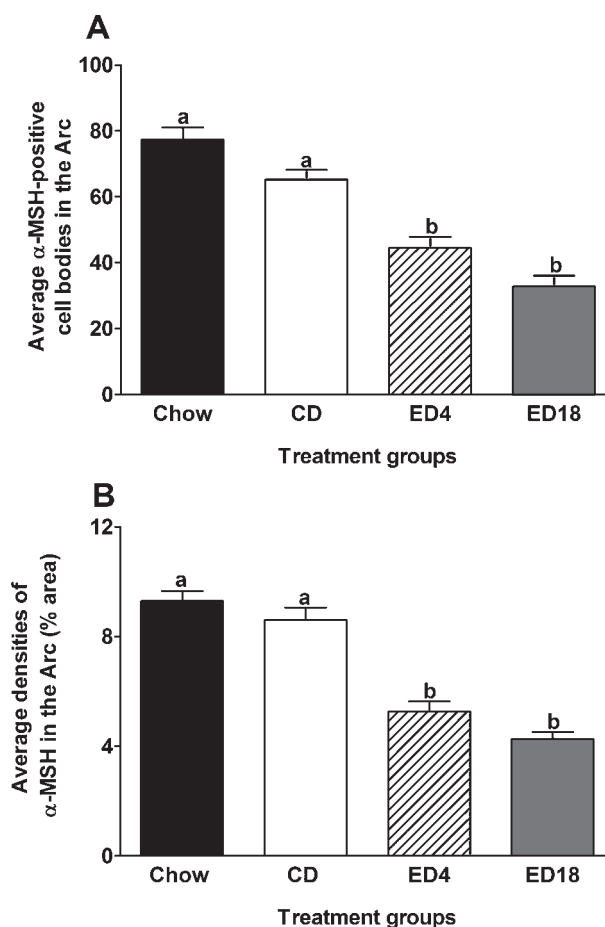 A
Average α-MSH-positive
cell bodies in the Arc
100
80
60
40
20
0
a
a
b
b
Chow CD ED4 ED18
Treatment groups
B
Average densities of
α-MSH in the Arc (% area)
12
8
4
0
a
a
b
b
Chow CD ED4 ED18
Treatment groups